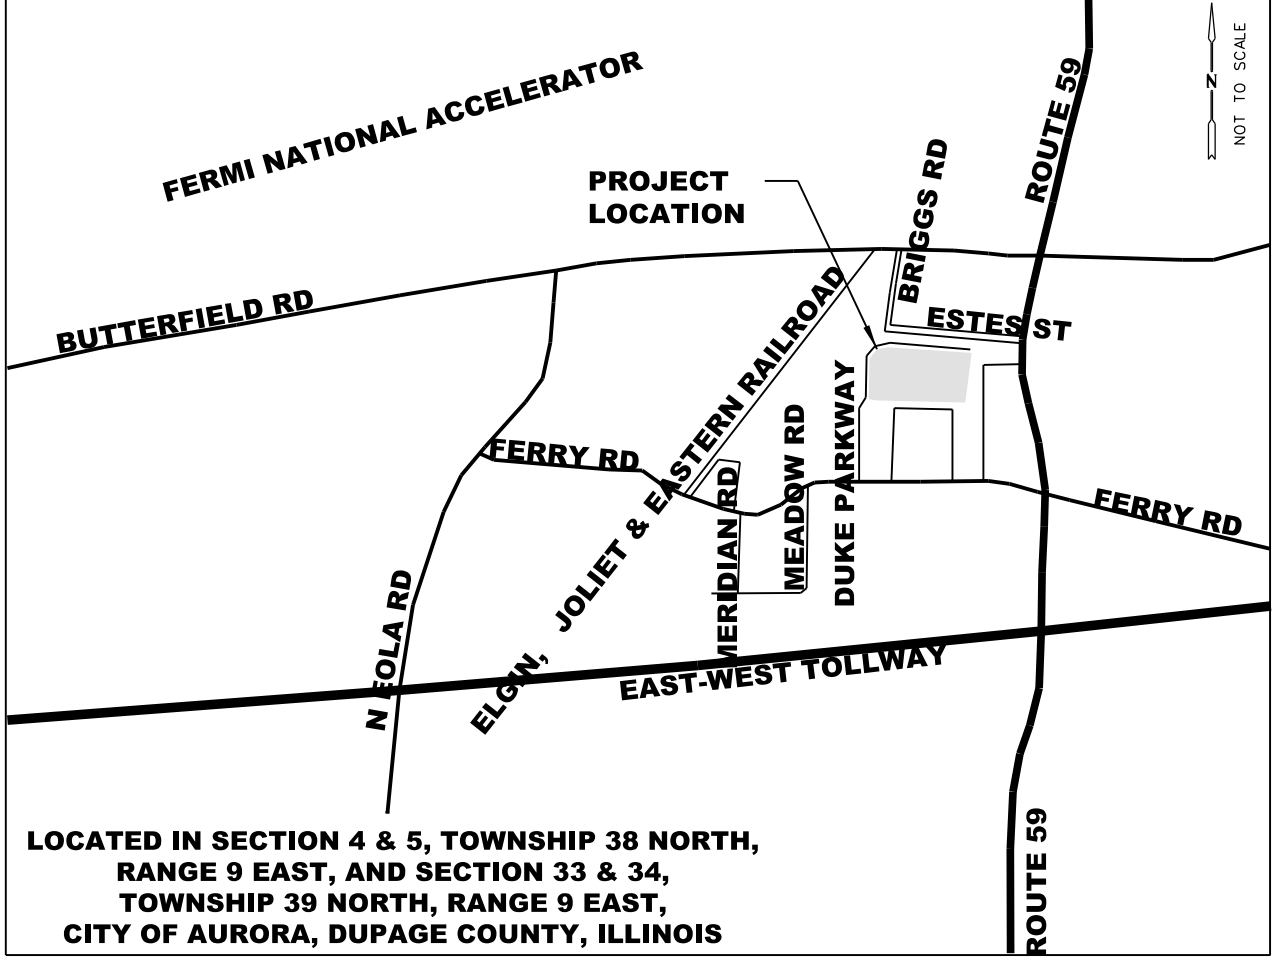 FERMI NATIONAL ACCELERATOR
N
NOT TO SCALE
ROUTE 59
BRIGGS RD
PROJECT
LOCATION
BUTTERFIELD RD
ESTES ST
ELGIN, JOLIET & EASTERN RAILROAD
FERRY RD
MERIDIAN RD
MEADOW RD
DUKE PARKWAY
FERRY RD
N EOLA RD
EAST-WEST TOLLWAY
ROUTE 59
LOCATED IN SECTION 4 & 5, TOWNSHIP 38 NORTH,
RANGE 9 EAST, AND SECTION 33 & 34,
TOWNSHIP 39 NORTH, RANGE 9 EAST,
CITY OF AURORA, DUPAGE COUNTY, ILLINOIS